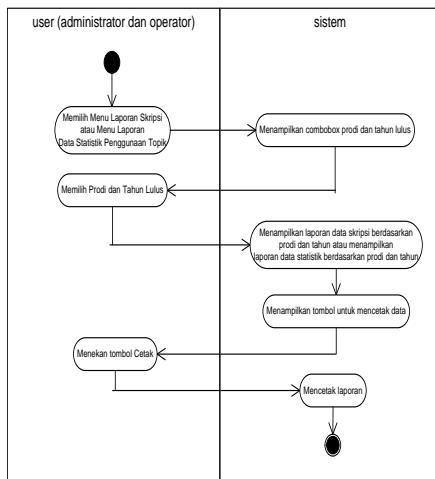 user (administrator dan operator)
sistem
Memilih Menu Laporan Skripsi
atau Menu Laporan
Data Statistik Penggunaan Topik
Menampilkan combobox prodi dan tahun lulus
Memilih Prodi dan Tahun Lulus
Menampilkan laporan data skripsi berdasarkan
prodi dan tahun atau menampilkan
laporan data statistik berdasarkan prodi dan tahun
Menampilkan tombol untuk mencetak data
Menekan tombol Cetak
Mencetak laporan